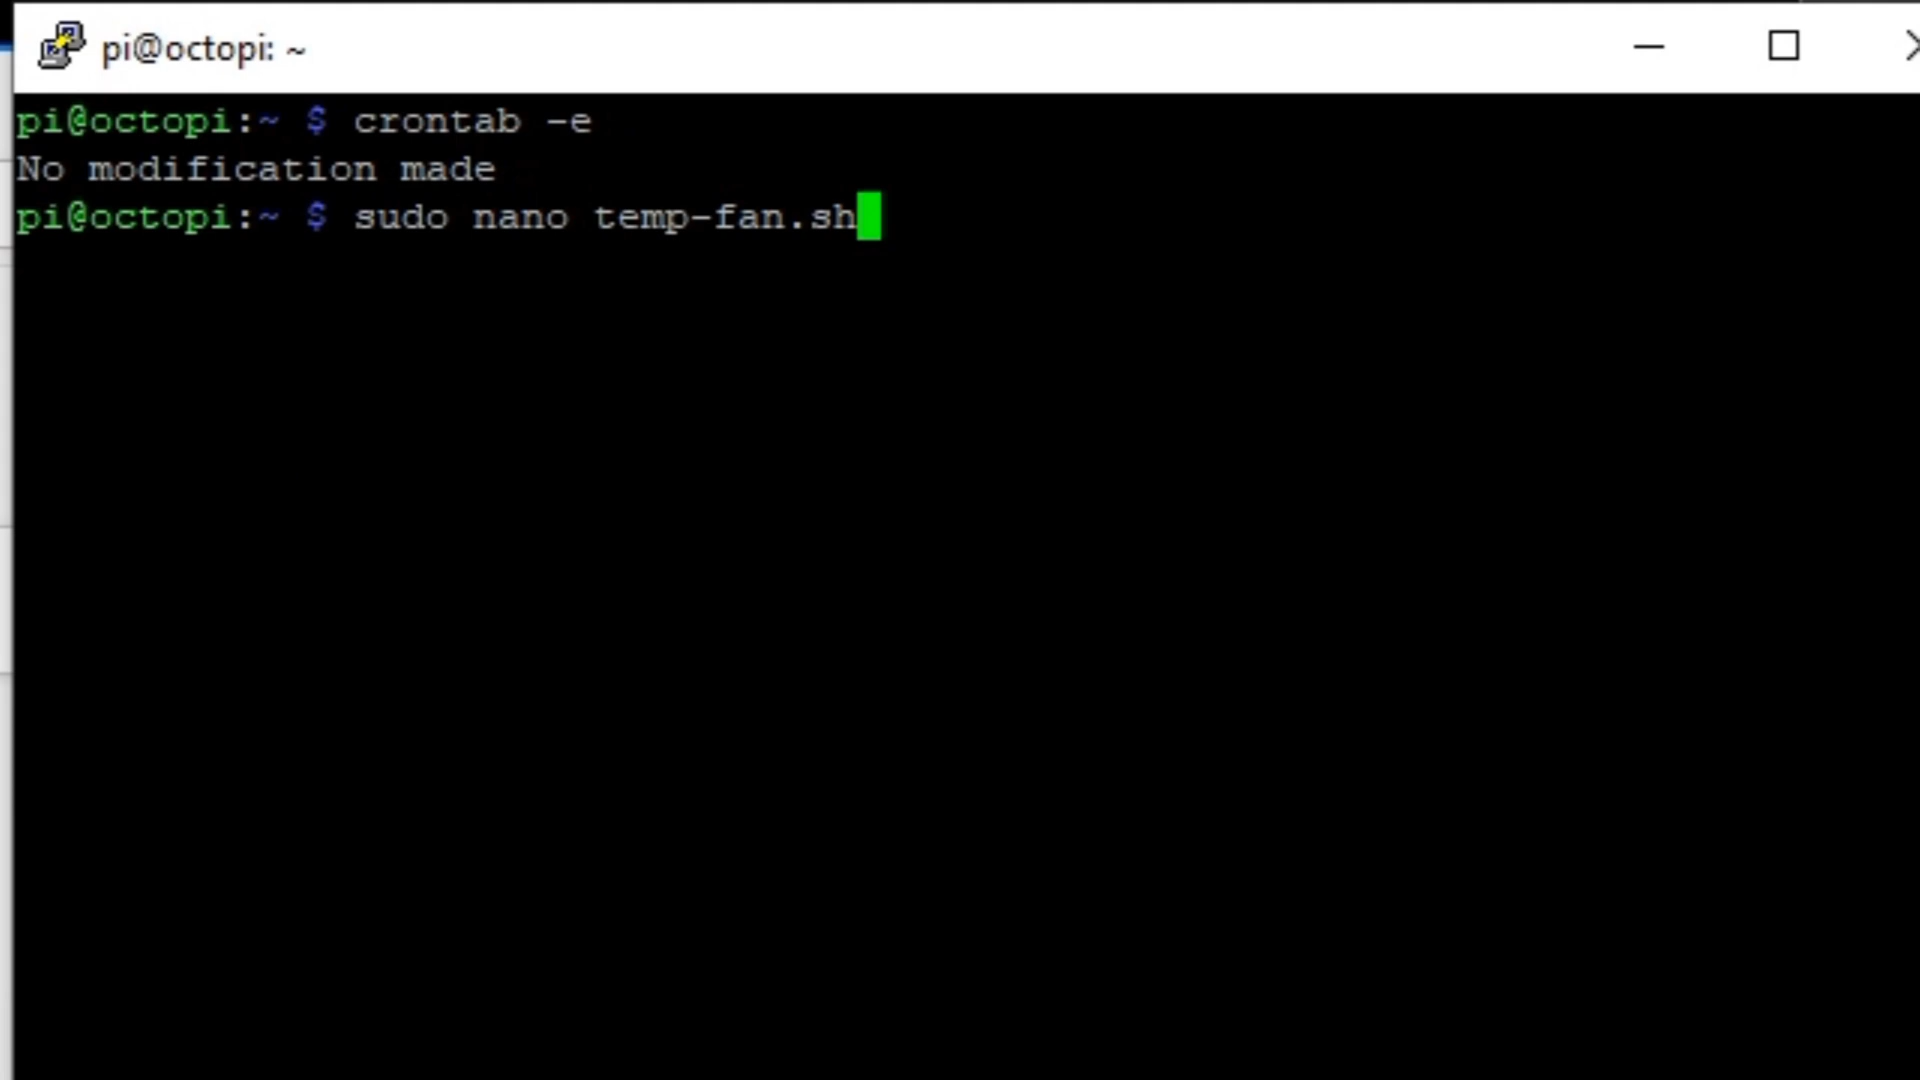 pi@octopi: ~
pi@octopi:~ $ crontab -e
No modification made
pi@octopi:~ $ sudo nano temp-fan.sh